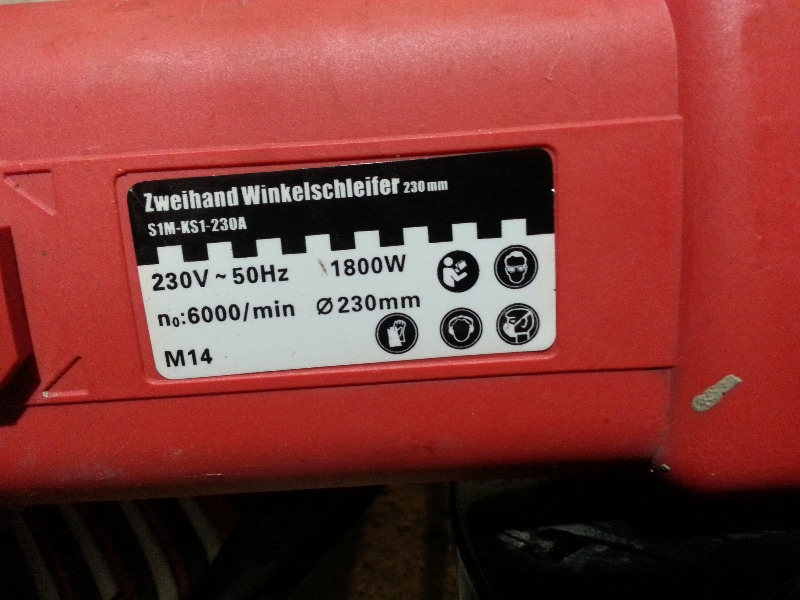 Zweihand Winkelschleifer 230 mm
S1M-KS1-230A
230V ~ 50Hz 1800W
n₀:6000/min Ø230mm
M14